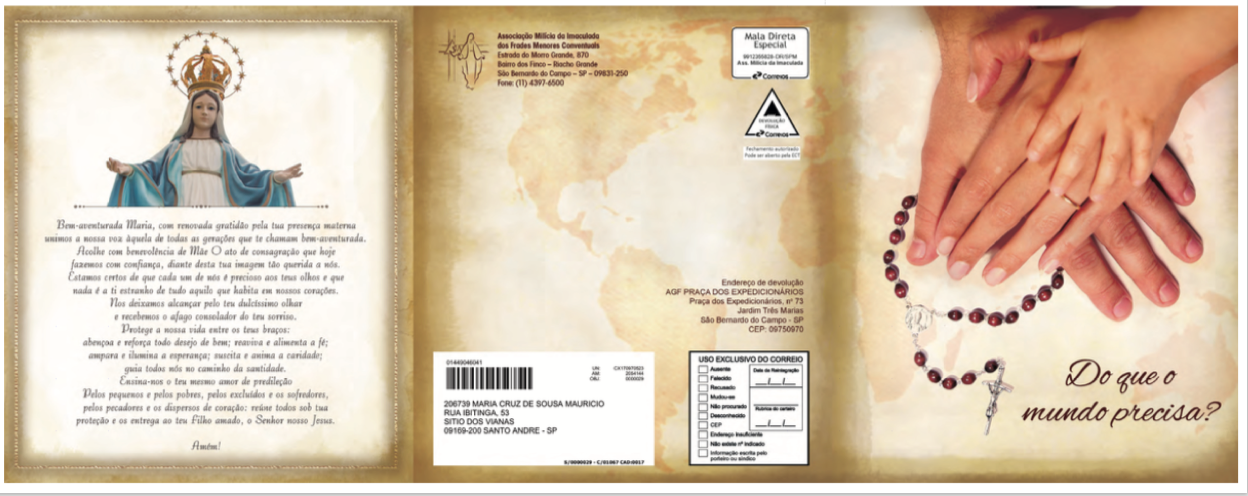 Bem-aventurada Maria, com renovada gratidão pela tua presença materna
unimos a nossa voz àquela de todas as gerações que te chamam bem-aventurada.
Acolhe com benevolência de Mãe O ato de consagração que hoje
fazemos com confiança, diante desta tua imagem tão querida a nós.
Estamos certos de que cada um de nós é precioso aos teus olhos e que
nada é a ti estranho de tudo aquilo que habita em nossos corações.
Nos deixamos alcançar pelo teu dulcíssimo olhar
e recebemos o afago consolador do teu sorriso.
Protege a nossa vida entre os teus braços:
abençoa e reforça todo desejo de bem; reaviva e alimenta a fé;
ampara e ilumina a esperança; suscita e anima a caridade;
guia todos nós no caminho da santidade.
Ensina-nos o teu mesmo amor de predileção
Pelos pequenos e pelos pobres, pelos excluídos e os sofredores,
pelos pecadores e os dispersos de coração: reúne todos sob tua
proteção e os entrega ao teu Filho amado, o Senhor nosso Jesus.
Amém!
Associação Milícia da Imaculada
dos Frades Menores Conventuais
Estrada do Morro Grande, 870
Bairro dos Finco – Riacho Grande
São Bernardo do Campo – SP – 09831-250
Fone: (11) 4397-6500
Mala Direta
Especial
Ass. Milícia da Imaculada
Correios
DEVOLUÇÃO
FÍSICA
Correios
Fechamento autorizado
Pode ser aberto pela ECT
Endereço de devolução
AGF PRAÇA DOS EXPEDICIONÁRIOS
Praça dos Expedicionários, nº 73
Jardim Três Marias
São Bernardo do Campo - SP
CEP: 09750970
01449046041
UN:
AM:
OBJ:
206739 MARIA CRUZ DE SOUSA MAURICIO
RUA IBITINGA, 53
SITIO DOS VIANAS
09169-200 SANTO ANDRE - SP
USO EXCLUSIVO DO CORREIO
Ausente
Falecido
Recusado
Mudou-se
Não procurado
Desconhecido
CEP
Endereço insuficiente
Não existe nº indicado
Informação escrita pelo
porteiro ou síndico
Data da Reintegração
Rubrica do carteiro
Do que o
mundo precisa?